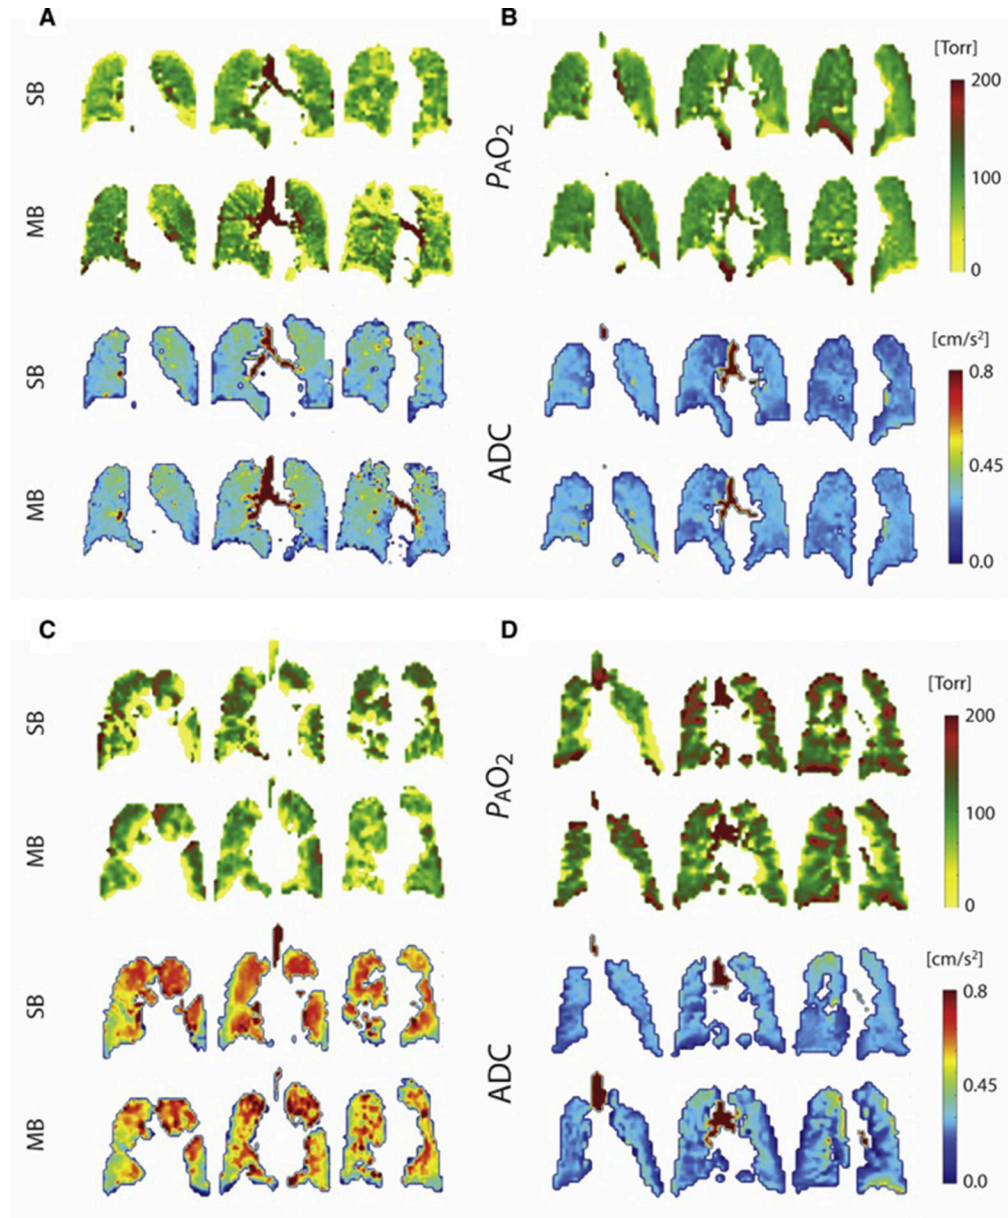 A
B
SB
MB
PAO2
[Torr]
200
100
0
SB
MB
ADC
[cm/s²]
0.8
0.45
0.0
C
D
SB
MB
PAO2
[Torr]
200
100
0
SB
MB
ADC
[cm/s²]
0.8
0.45
0.0